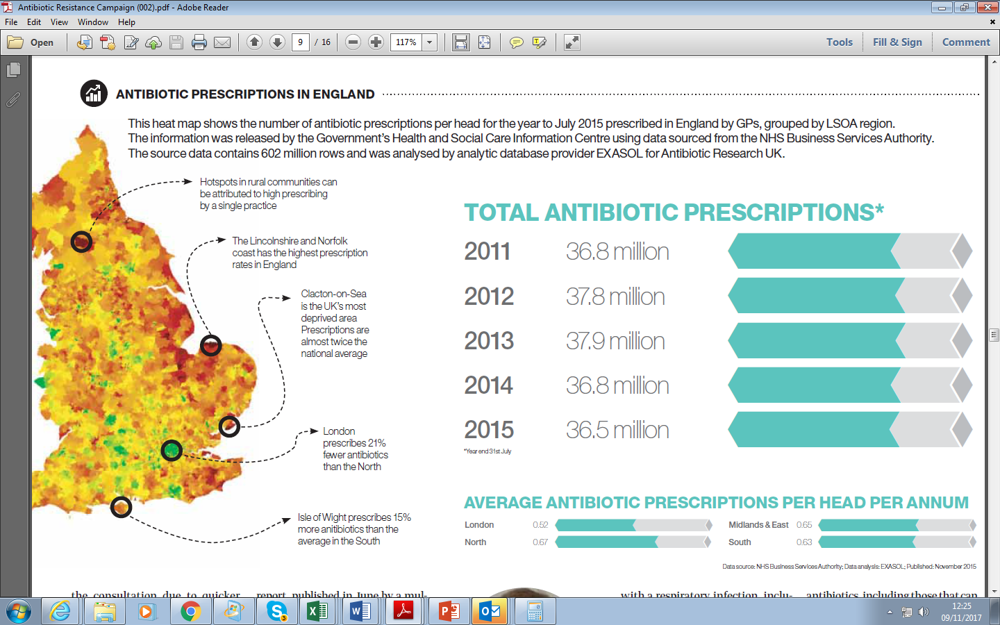 Antibiotic Resistance Campaign (002).pdf - Adobe Reader
File Edit View Window Help
Open 9 / 16 117% Tools Fill & Sign Comment
ANTIBIOTIC PRESCRIPTIONS IN ENGLAND
This heat map shows the number of antibiotic prescriptions per head for the year to July 2015 prescribed in England by GPs, grouped by LSOA region.
The information was released by the Government's Health and Social Care Information Centre using data sourced from the NHS Business Services Authority.
The source data contains 602 million rows and was analysed by analytic database provider EXASOL for Antibiotic Research UK.
Hotspots in rural communities can
be attributed to high prescribing
by a single practice
The Lincolnshire and Norfolk
coast has the highest prescription
rates in England
Clacton-on-Sea
is the UK's most
deprived area
Prescriptions are
almost twice the
national average
London
prescribes 21%
fewer antibiotics
than the North
Isle of Wight prescribes 15%
more anitibiotics than the
average in the South
TOTAL ANTIBIOTIC PRESCRIPTIONS*
2011 36.8 million
2012 37.8 million
2013 37.9 million
2014 36.8 million
2015 36.5 million
*Year end 31st July
AVERAGE ANTIBIOTIC PRESCRIPTIONS PER HEAD PER ANNUM
London 0.52 Midlands & East 0.65
North 0.67 South 0.63
Data source: NHS Business Services Authority; Data analysis: EXASOL; Published: November 2015
the consultation due to quicker
report, published in June by a mul-
with a respiratory infection, inclu-
antibiotics, including those that can
3
12:25
09/11/2017